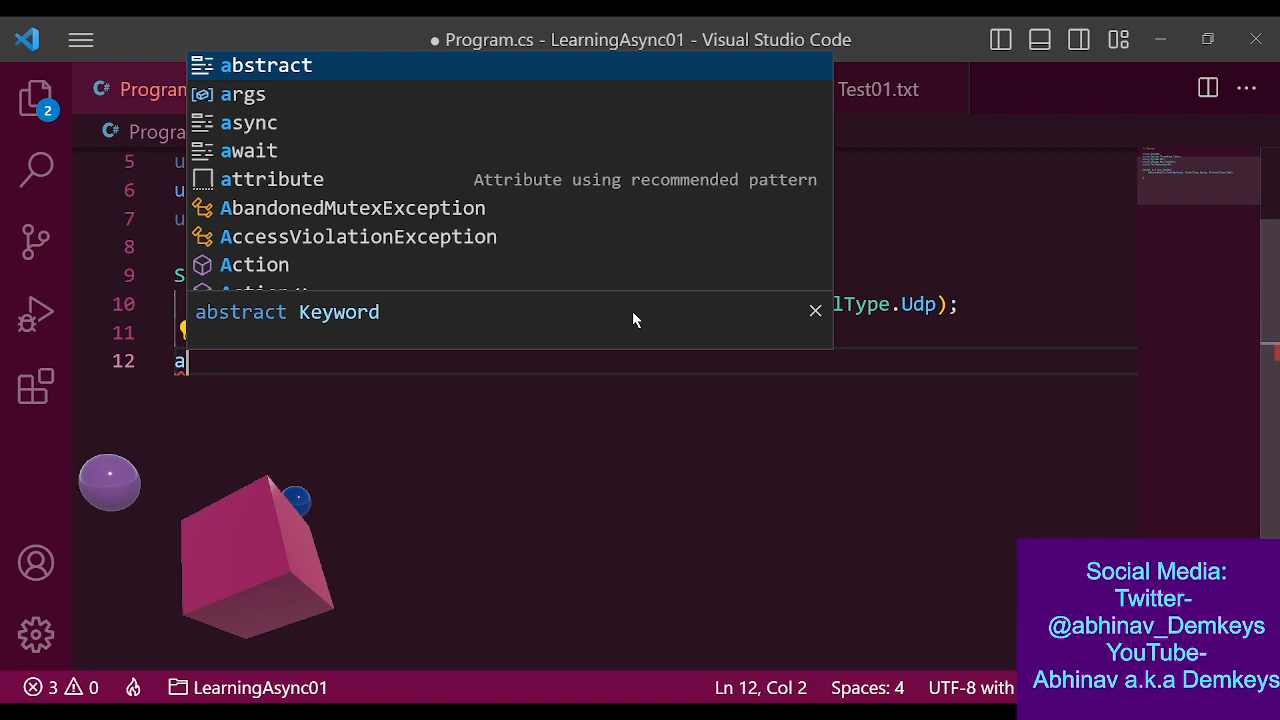 ● Program.cs - LearningAsync01 - Visual Studio Code
C# Program
Test01.txt
C# Progra
2
abstract
args
async
await
attribute Attribute using recommended pattern
AbandonedMutexException
AccessViolationException
Action
abstract Keyword
5 u
6 u
7 u
8
9 S
10 lType.Udp);
11
12 a
3 0
LearningAsync01
Ln 12, Col 2
Spaces: 4
UTF-8 with
Social Media:
Twitter-
@abhinav_Demkeys
YouTube-
Abhinav a.k.a Demkeys